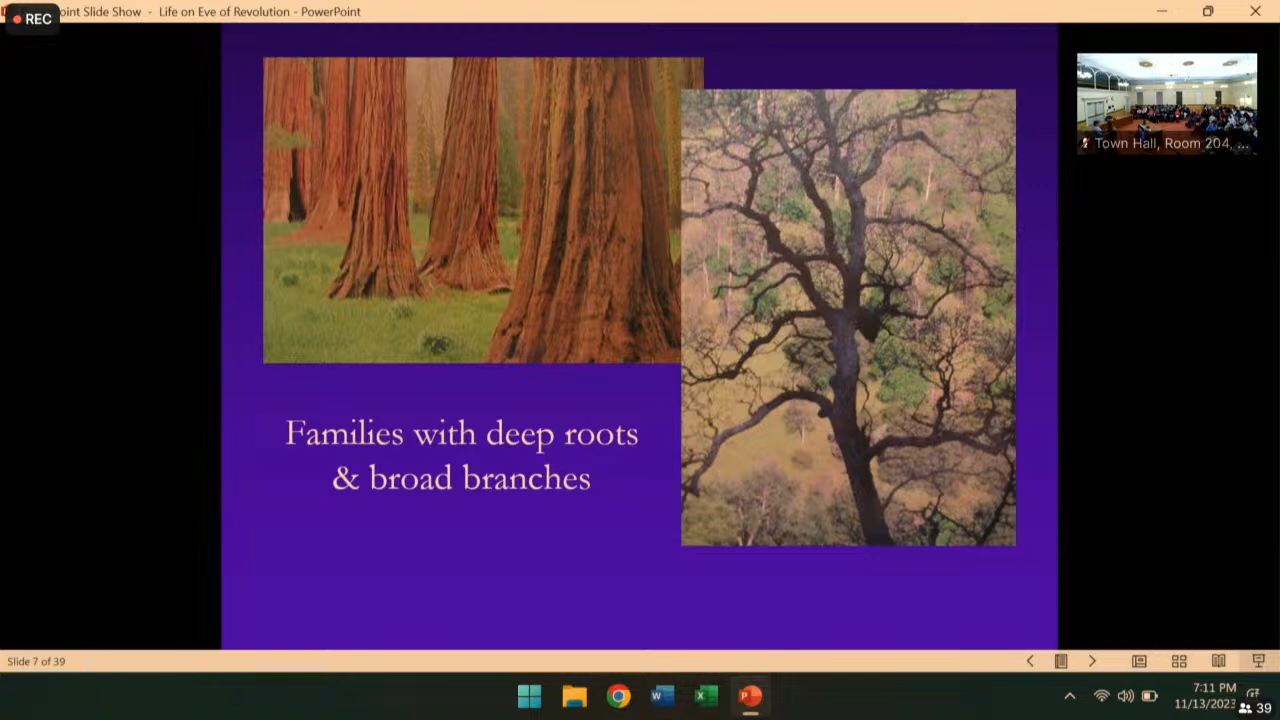 REC
int Slide Show - Life on Eve of Revolution - PowerPoint
Town Hall, Room 204, ...
Families with deep roots
& broad branches
Slide 7 of 39
7:11 PM
11/13/2023
39